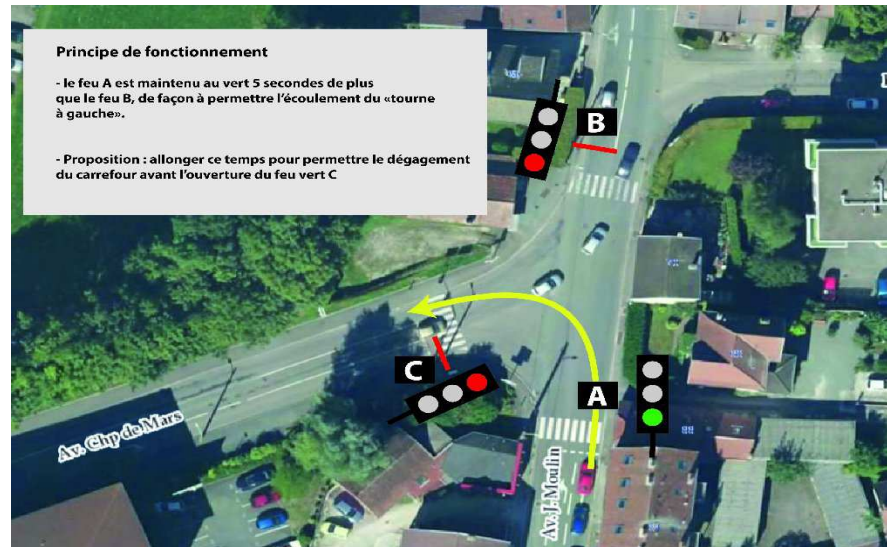 Principe de fonctionnement
- le feu A est maintenu au vert 5 secondes de plus
que le feu B, de façon à permettre l'écoulement du «tourne
à gauche».
- Proposition : allonger ce temps pour permettre le dégagement
du carrefour avant l'ouverture du feu vert C
B
C
A
Av. Chp de Mars
Av. J. Moulin